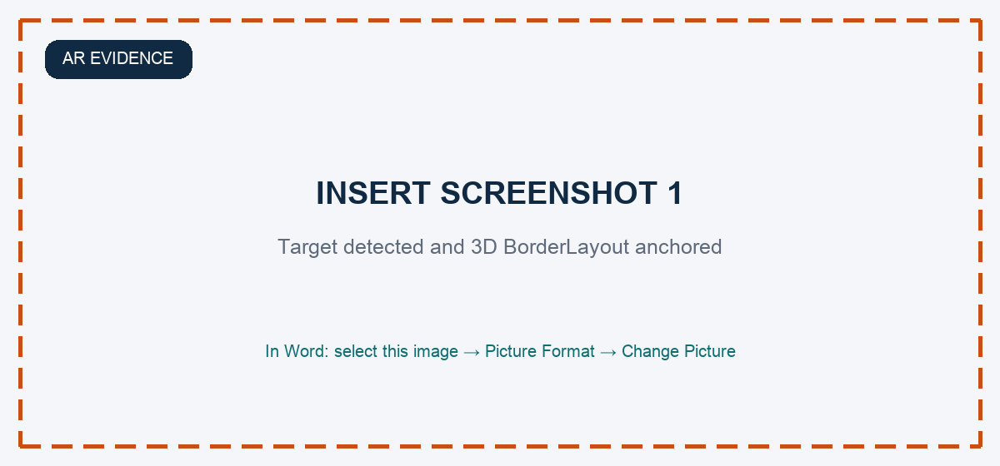 AR EVIDENCE
INSERT SCREENSHOT 1
Target detected and 3D BorderLayout anchored
In Word: select this image → Picture Format → Change Picture